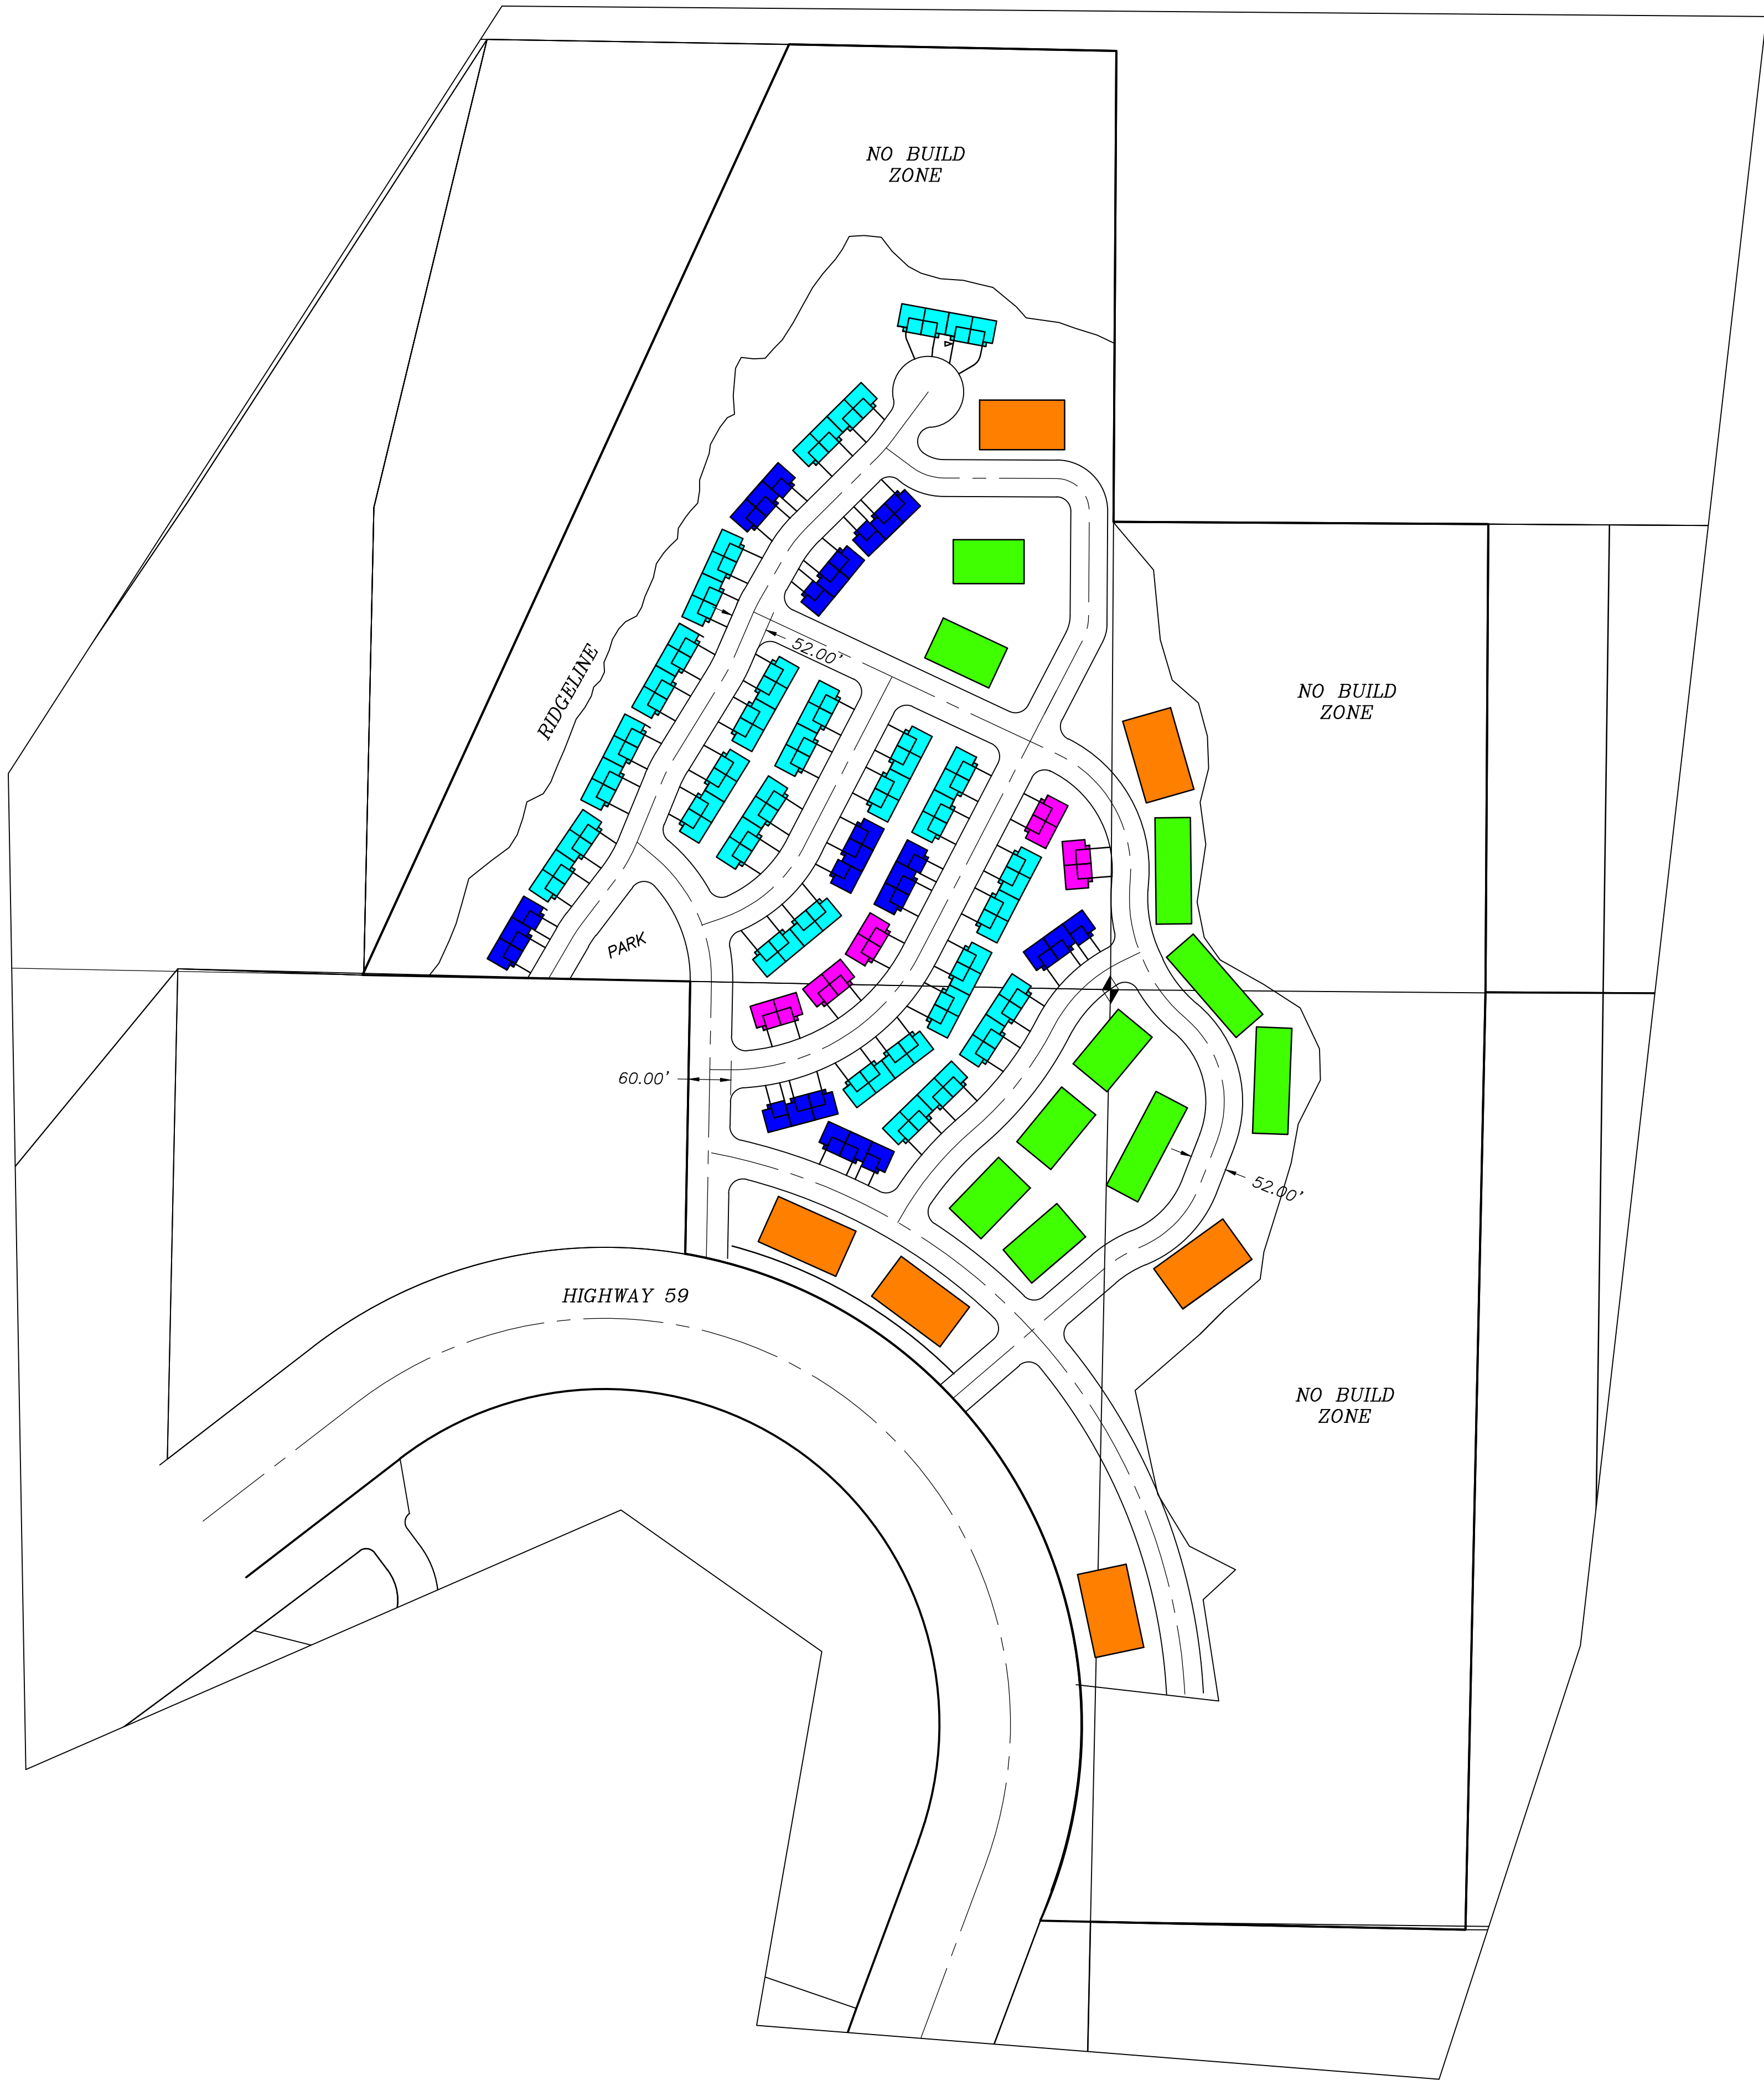 NO BUILD
ZONE
RIDGELINE
52.00'
NO BUILD
ZONE
PARK
60.00'
52.00'
HIGHWAY 59
NO BUILD
ZONE